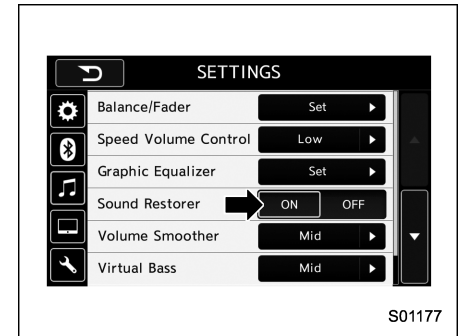 SETTINGS
Balance/Fader Set
Speed Volume Control Low
Graphic Equalizer Set
Sound Restorer ON OFF
Volume Smoother Mid
Virtual Bass Mid
S01177